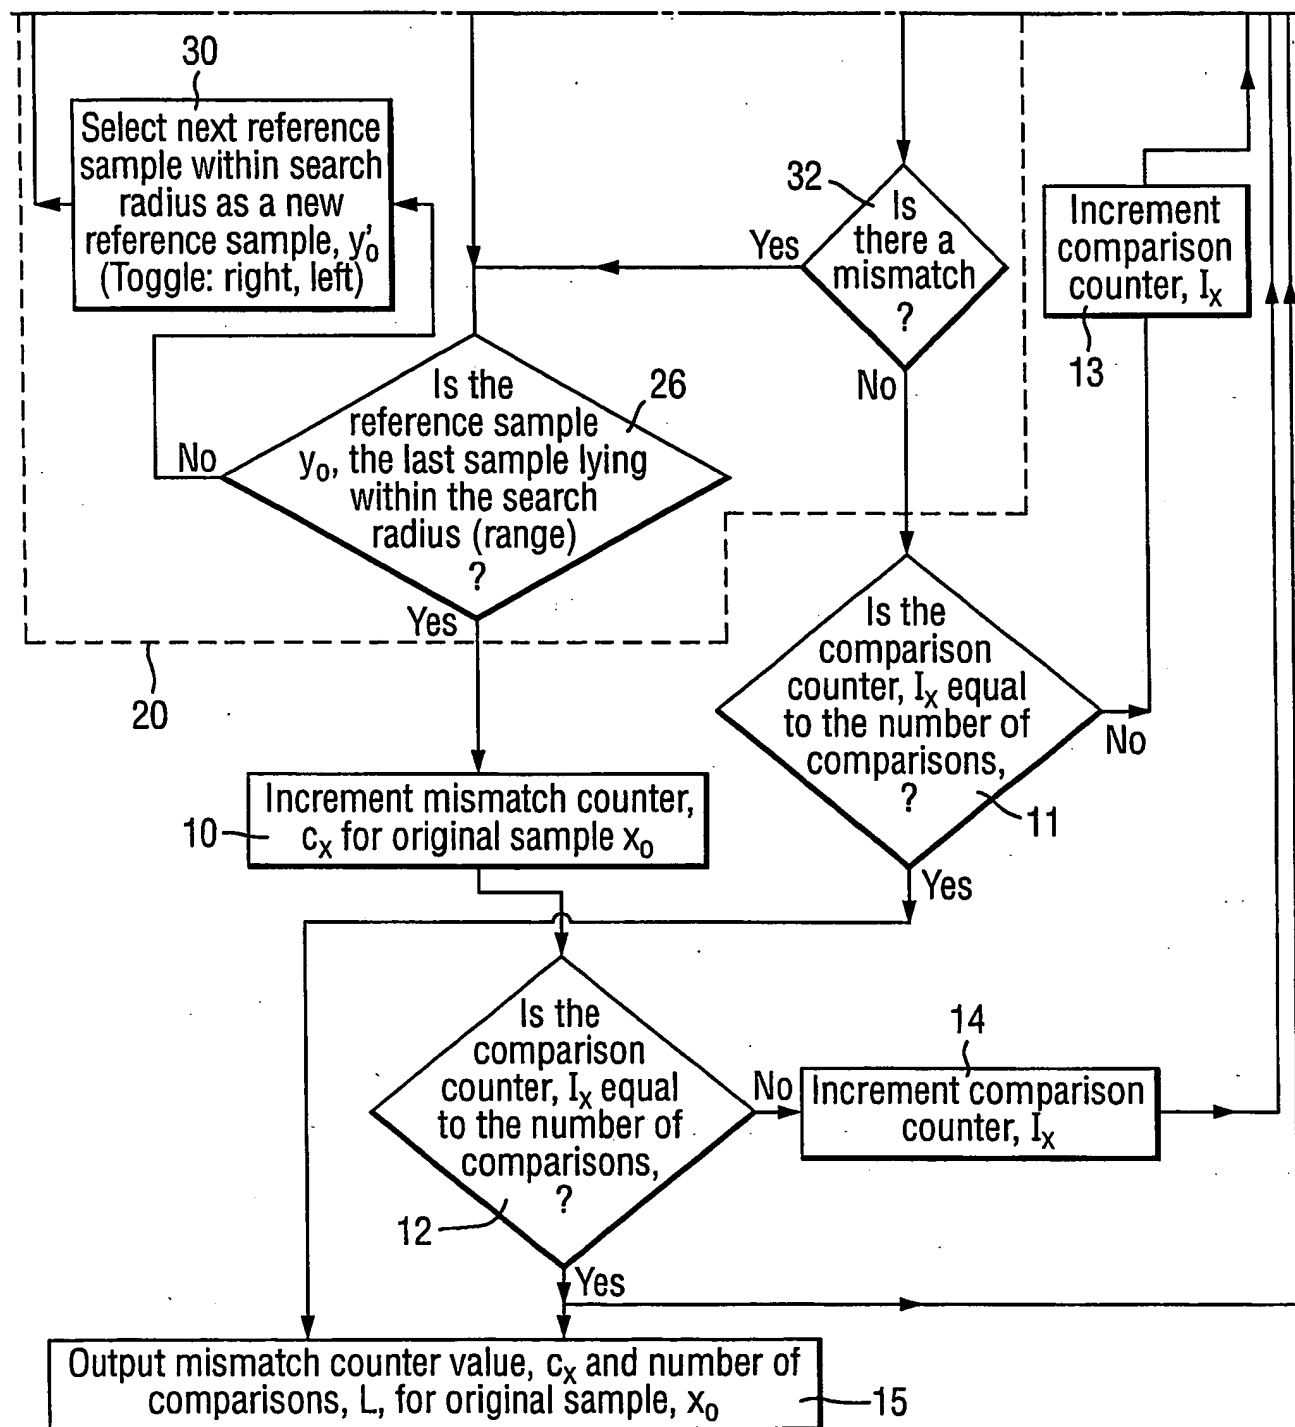 30
Select next reference
sample within search
radius as a new
reference sample, y'₀
(Toggle: right, left)
32
Is
there a
mismatch
?
Yes
No
Increment
comparison
counter, Iₓ
13
Is the
reference sample
y₀, the last sample lying
within the search
radius (range)
?
26
No
Yes
20
Is the
comparison
counter, Iₓ equal
to the number of
comparisons,
?
No
11
Yes
Increment mismatch counter,
cₓ for original sample x₀
10
Is the
comparison
counter, Iₓ equal
to the number of
comparisons,
?
12
No
14
Increment comparison
counter, Iₓ
Yes
Output mismatch counter value, cₓ and number of
comparisons, L, for original sample, x₀
15